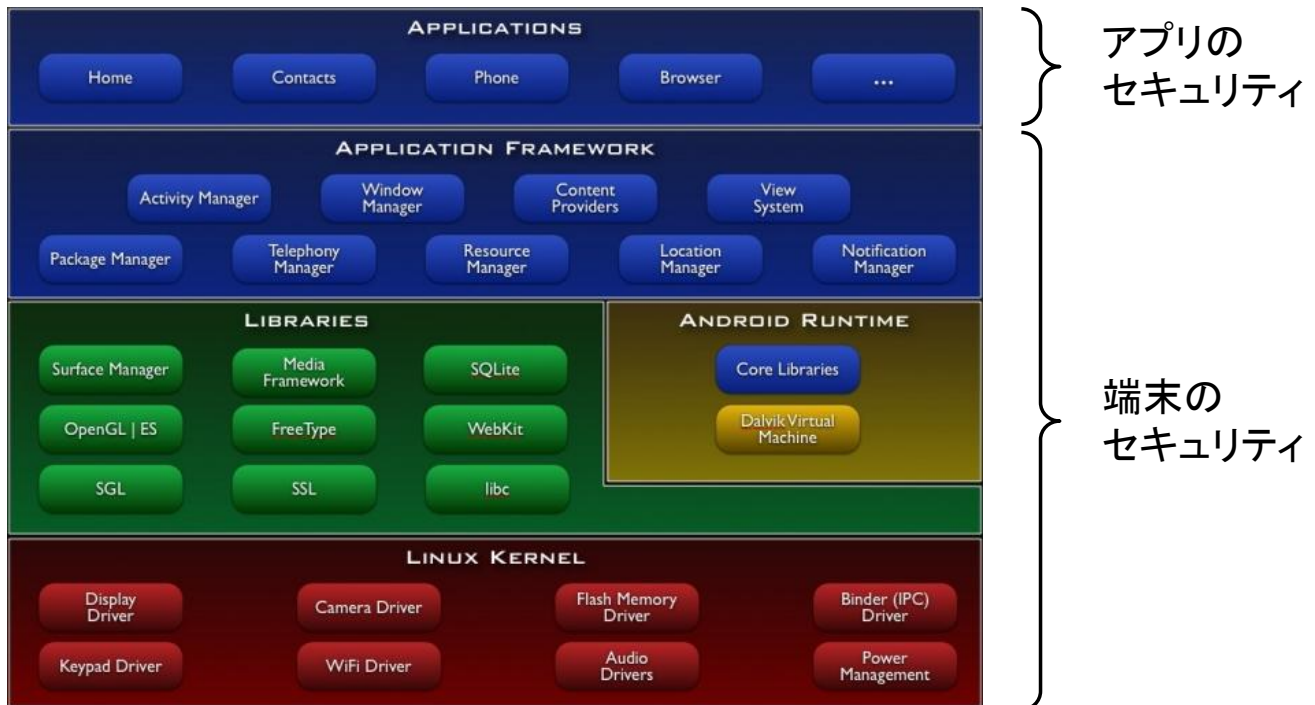 APPLICATIONS
Home
Contacts
Phone
Browser
...
アプリの
セキュリティ
APPLICATION FRAMEWORK
Activity Manager
Window
Manager
Content
Providers
View
System
Package Manager
Telephony
Manager
Resource
Manager
Location
Manager
Notification
Manager
LIBRARIES
Surface Manager
Media
Framework
SQLite
OpenGL | ES
FreeType
WebKit
SGL
SSL
libc
ANDROID RUNTIME
Core Libraries
Dalvik Virtual
Machine
端末の
セキュリティ
LINUX KERNEL
Display
Driver
Camera Driver
Flash Memory
Driver
Binder (IPC)
Driver
Keypad Driver
WiFi Driver
Audio
Drivers
Power
Management